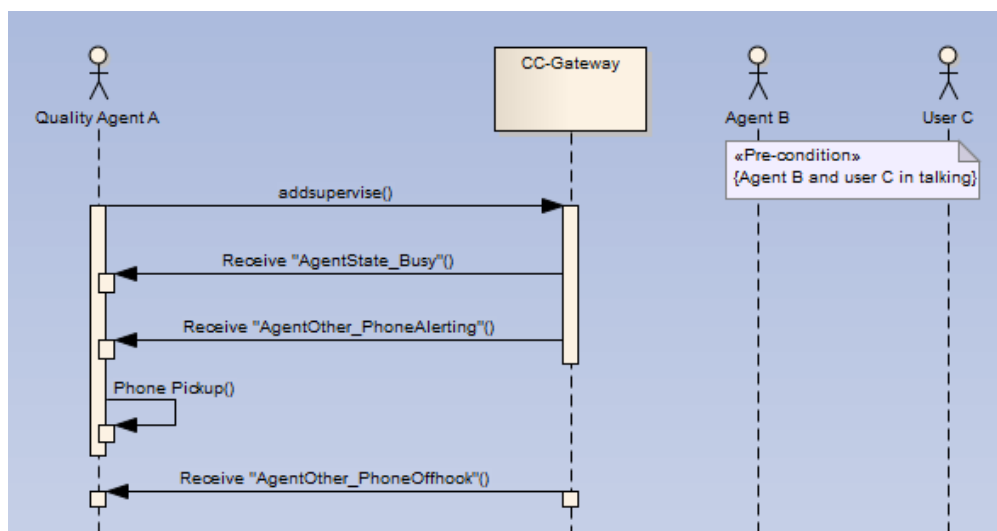 CC-Gateway
Quality Agent A
Agent B
User C
«Pre-condition»
{Agent B and user C in talking}
addsupervise()
Receive "AgentState_Busy"()
Receive "AgentOther_PhoneAlerting"()
Phone Pickup()
Receive "AgentOther_PhoneOffhook"()